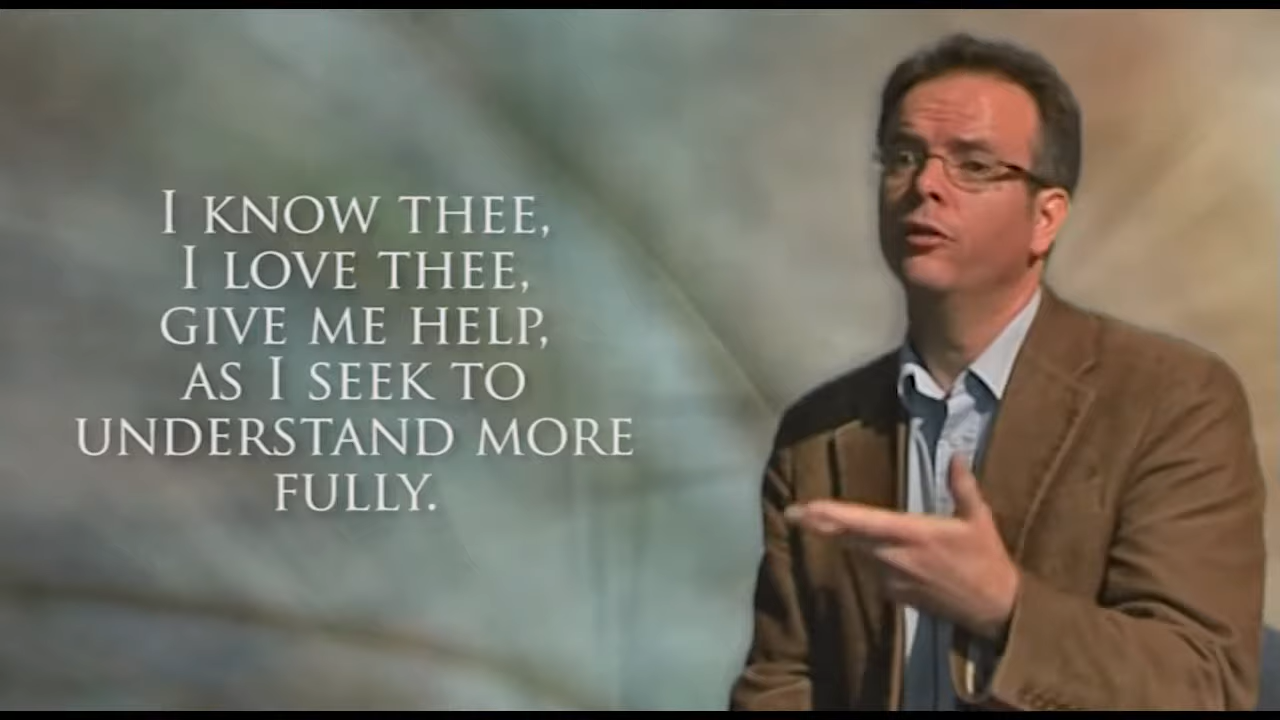 I KNOW THEE,
I LOVE THEE,
GIVE ME HELP,
AS I SEEK TO
UNDERSTAND MORE
FULLY.